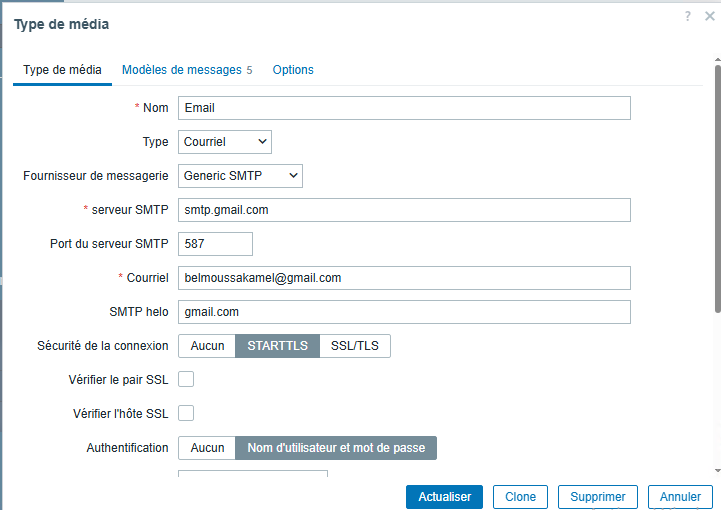 Type de média
? ×
Type de média Modèles de messages 5 Options
* Nom Email
Type Courriel
Fournisseur de messagerie Generic SMTP
* serveur SMTP smtp.gmail.com
Port du serveur SMTP 587
* Courriel belmoussakamel@gmail.com
SMTP helo gmail.com
Sécurité de la connexion Aucun STARTTLS SSL/TLS
Vérifier le pair SSL
Vérifier l'hôte SSL
Authentification Aucun Nom d'utilisateur et mot de passe
Actualiser Clone Supprimer Annuler